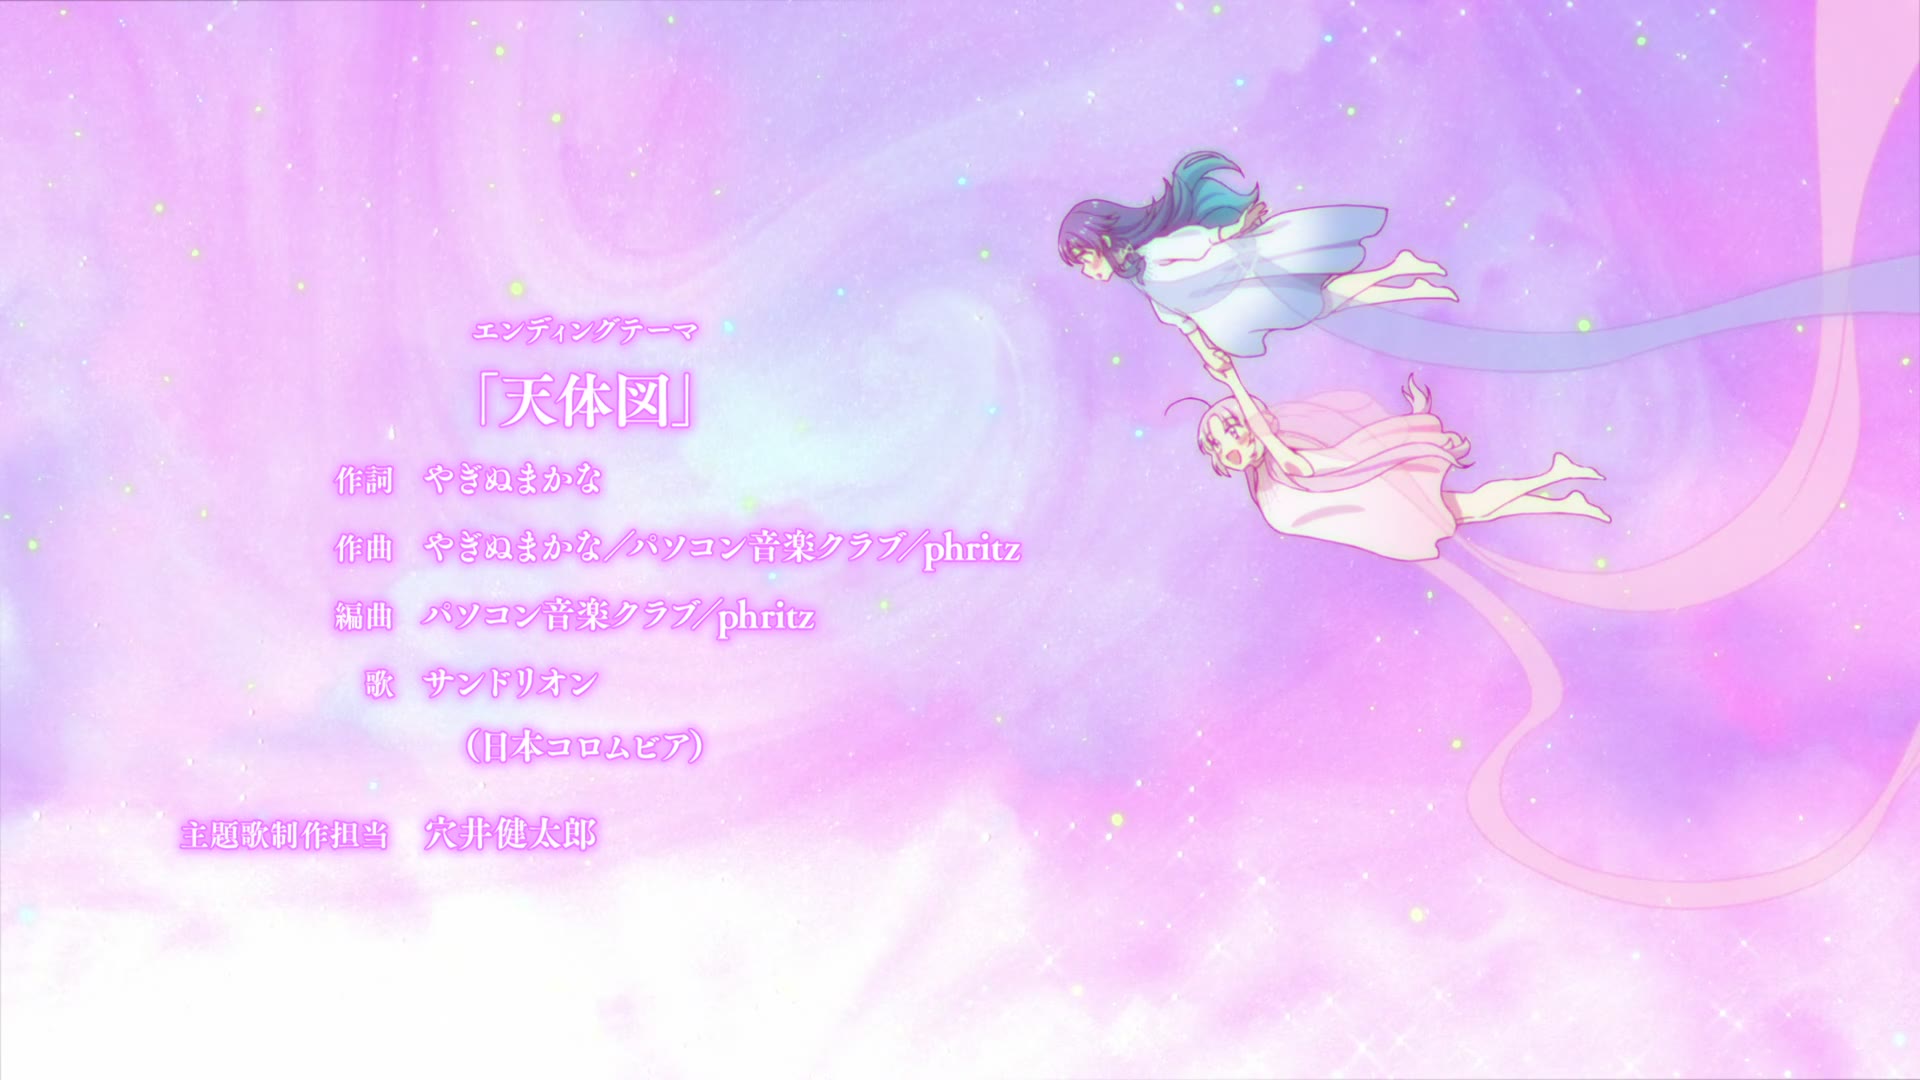 エンディングテーマ
「天体図」
作詞 やぎぬまかな
作曲 やぎぬまかな／パソコン音楽クラブ／phritz
編曲 パソコン音楽クラブ／phritz
歌 サンドリオン
（日本コロムビア）
主題歌制作担当 穴井健太郎